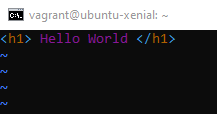 vagrant@ubuntu-xenial: ~
<h1> Hello World </h1>
~
~
~
~